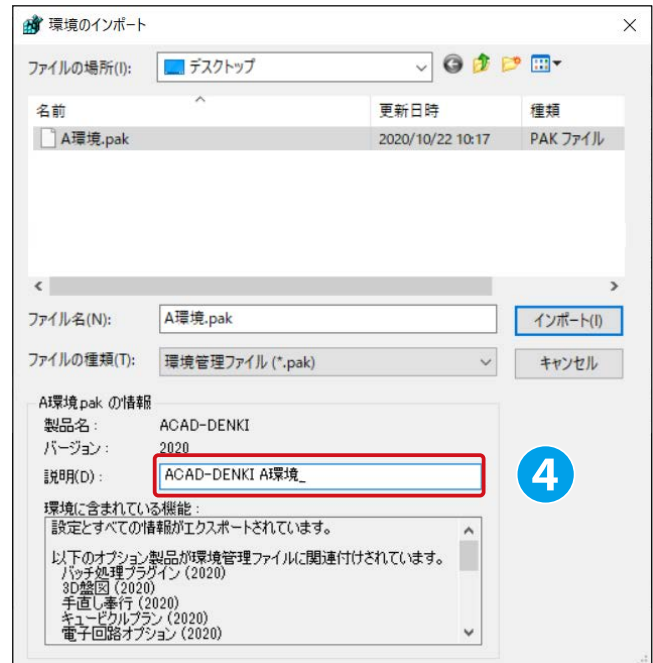 環境のインポート
ファイルの場所(I): デスクトップ
名前 更新日時 種類
A環境.pak 2020/10/22 10:17 PAK ファイル
ファイル名(N): A環境.pak インポート(I)
ファイルの種類(T): 環境管理ファイル (*.pak) キャンセル
A環境.pak の情報
製品名: ACAD-DENKI
バージョン: 2020
説明(D): ACAD-DENKI A環境_
4
環境に含まれている機能:
設定とすべての情報がエクスポートされています。
以下のオプション製品が環境管理ファイルに関連付けされています。
バッチ処理プラグイン (2020)
3D盤図 (2020)
手直し奉行 (2020)
キュービクルプラン (2020)
電子回路オプション (2020)